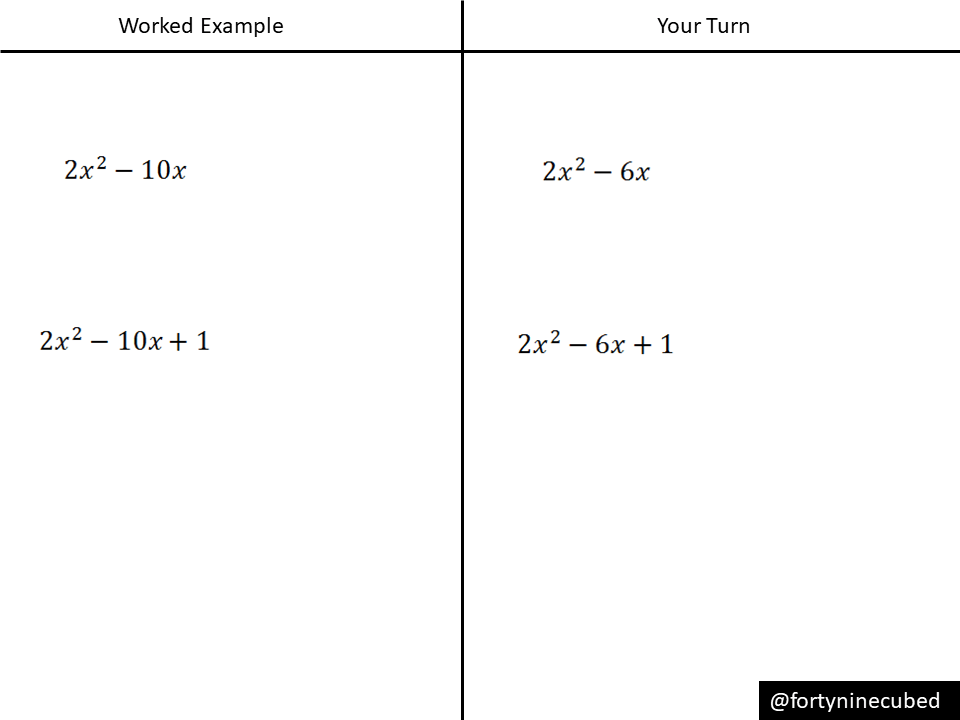 Worked Example
Your Turn
2x² − 10x
2x² − 6x
2x² − 10x + 1
2x² − 6x + 1
@fortyninecubed